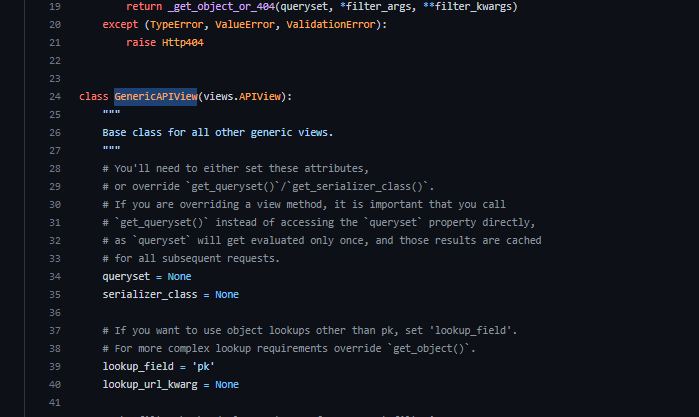 19 return _get_object_or_404(queryset, *filter_args, **filter_kwargs)
20 except (TypeError, ValueError, ValidationError):
21 raise Http404
22
23
24 class GenericAPIView(views.APIView):
25 """
26 Base class for all other generic views.
27 """
28 # You'll need to either set these attributes,
29 # or override `get_queryset()`/`get_serializer_class()`.
30 # If you are overriding a view method, it is important that you call
31 # `get_queryset()` instead of accessing the `queryset` property directly,
32 # as `queryset` will get evaluated only once, and those results are cached
33 # for all subsequent requests.
34 queryset = None
35 serializer_class = None
36
37 # If you want to use object lookups other than pk, set 'lookup_field'.
38 # For more complex lookup requirements override `get_object()`.
39 lookup_field = 'pk'
40 lookup_url_kwarg = None
41